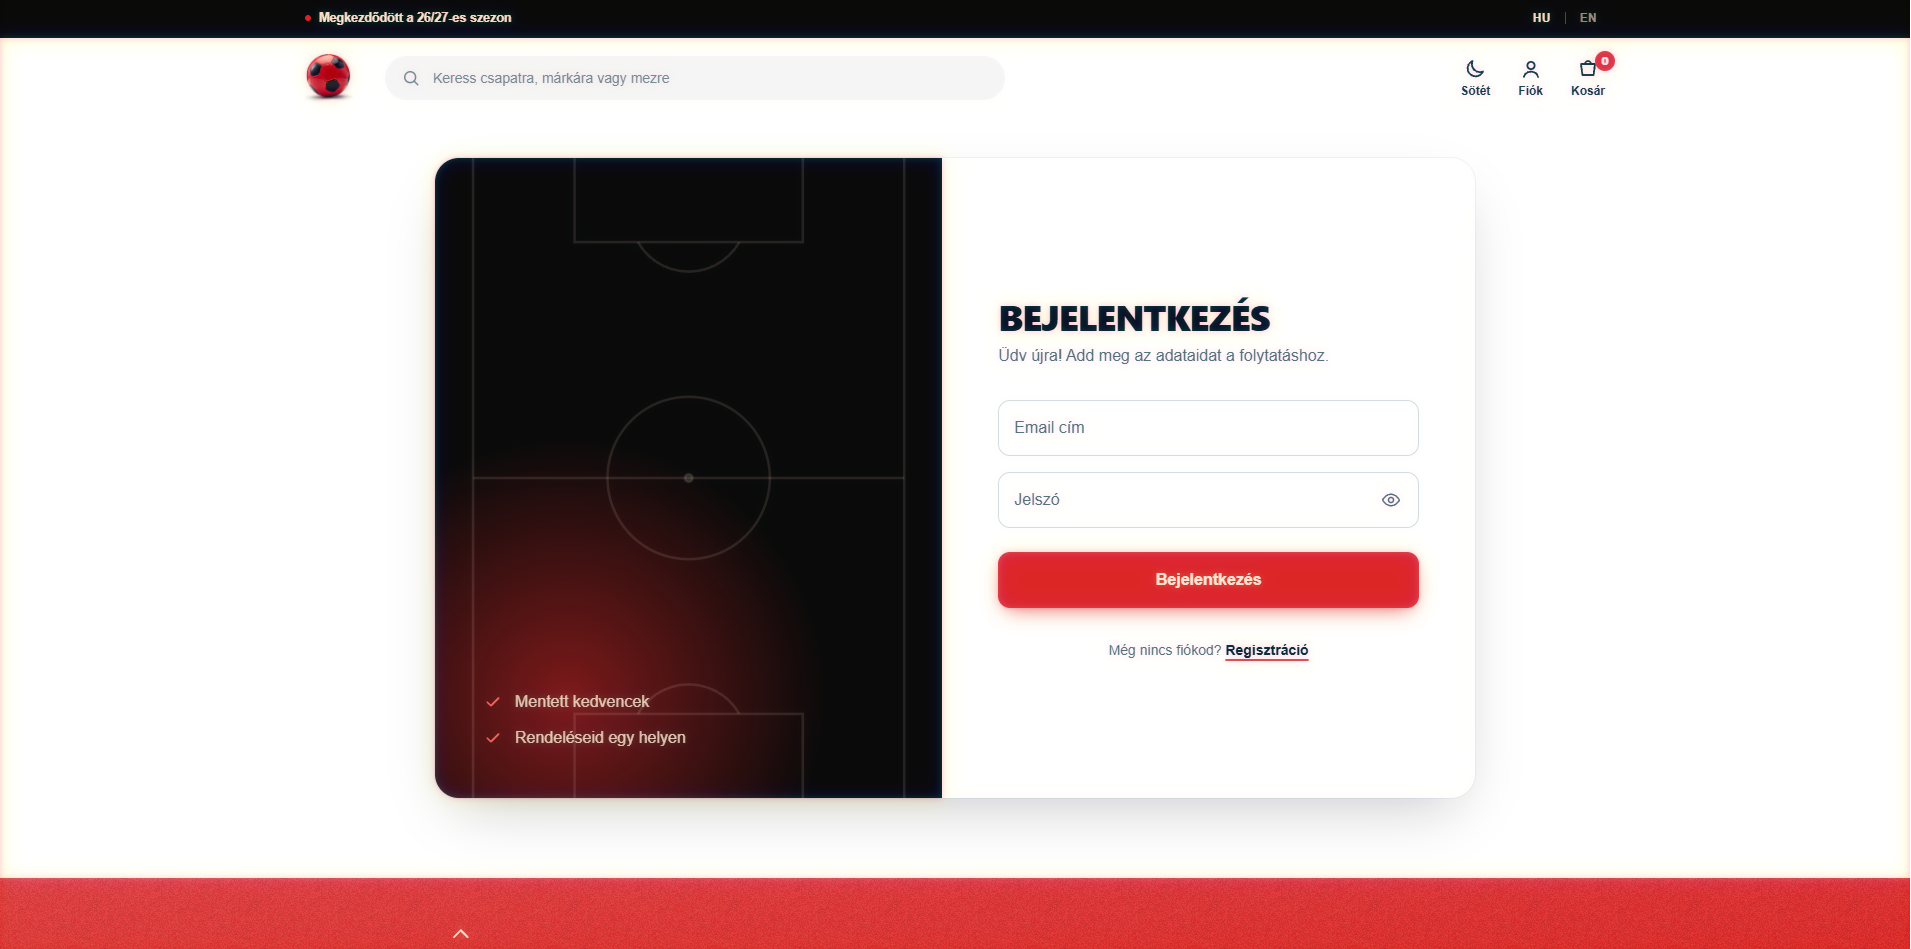 Megkezdődött a 26/27-es szezon
HU | EN
Keress csapatra, márkára vagy mezre
0
Sötét
Fiók
Kosár
BEJELENTKEZÉS
Üdv újra! Add meg az adataidat a folytatáshoz.
Email cím
Jelszó
Bejelentkezés
Még nincs fiókod? Regisztráció
Mentett kedvencek
Rendeléseid egy helyen